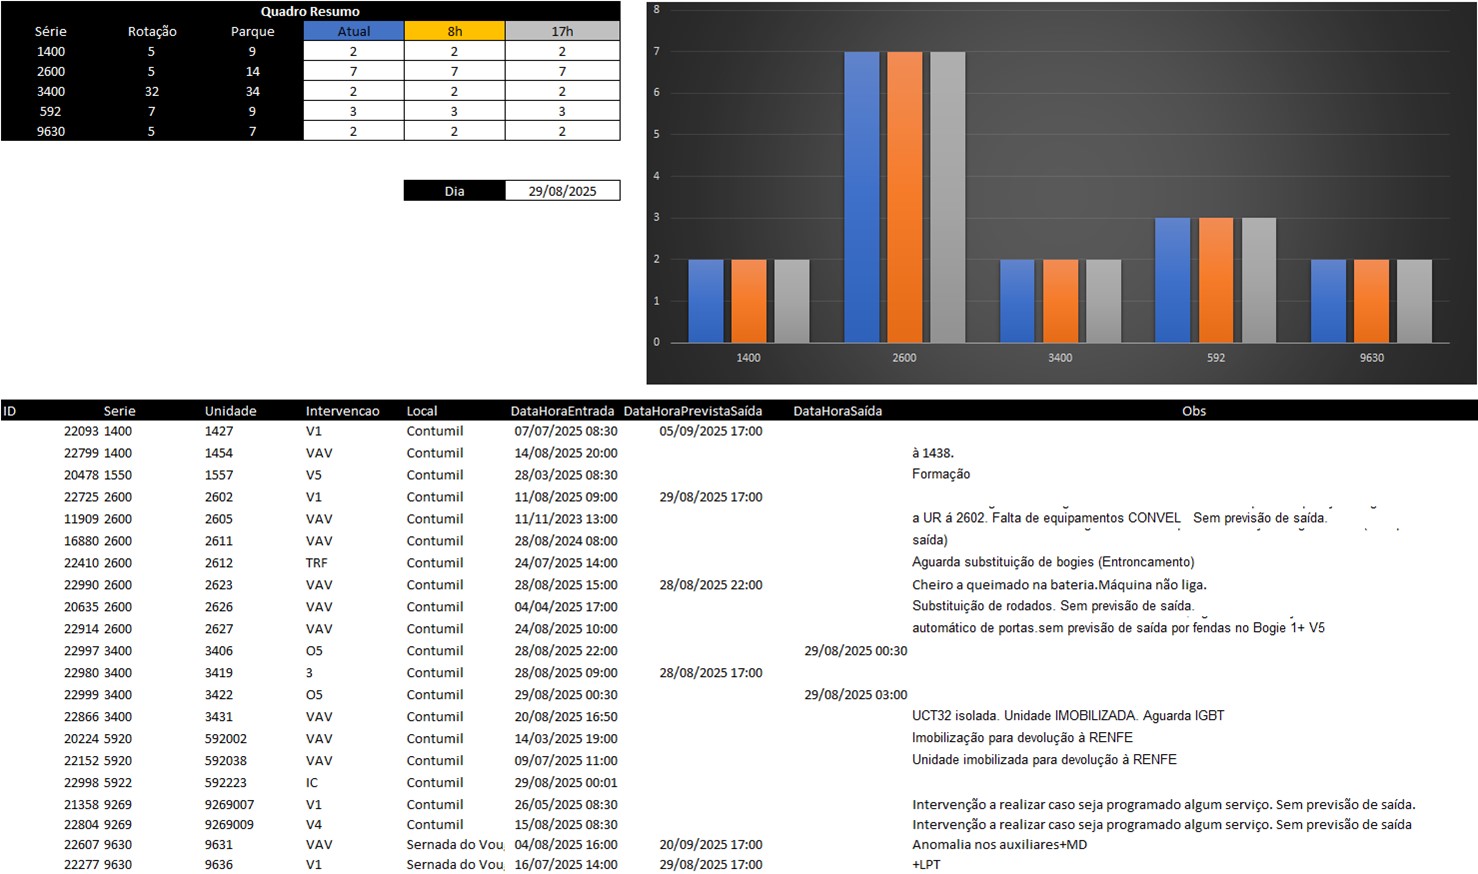 Quadro Resumo
Série Rotação Parque Atual 8h 17h
1400 5 9 2 2 2
2600 5 14 7 7 7
3400 32 34 2 2 2
592 7 9 3 3 3
9630 5 7 2 2 2
Dia 29/08/2025
8
7
6
5
4
3
2
1
0
1400 2600 3400 592 9630
ID Serie Unidade Intervencao Local DataHoraEntrada DataHoraPrevistaSaída DataHoraSaída Obs
22093 1400 1427 V1 Contumil 07/07/2025 08:30 05/09/2025 17:00
22799 1400 1454 VAV Contumil 14/08/2025 20:00 à 1438.
20478 1550 1557 V5 Contumil 28/03/2025 08:30 Formação
22725 2600 2602 V1 Contumil 11/08/2025 09:00 29/08/2025 17:00
11909 2600 2605 VAV Contumil 11/11/2023 13:00 a UR á 2602. Falta de equipamentos CONVEL Sem previsão de saída.
16880 2600 2611 VAV Contumil 28/08/2024 08:00 saída)
22410 2600 2612 TRF Contumil 24/07/2025 14:00 Aguarda substituição de bogies (Entroncamento)
22990 2600 2623 VAV Contumil 28/08/2025 15:00 28/08/2025 22:00 Cheiro a queimado na bateria.Máquina não liga.
20635 2600 2626 VAV Contumil 04/04/2025 17:00 Substituição de rodados. Sem previsão de saída.
22914 2600 2627 VAV Contumil 24/08/2025 10:00 automático de portas.sem previsão de saída por fendas no Bogie 1+ V5
22997 3400 3406 O5 Contumil 28/08/2025 22:00 29/08/2025 00:30
22980 3400 3419 3 Contumil 28/08/2025 09:00 28/08/2025 17:00
22999 3400 3422 O5 Contumil 29/08/2025 00:30 29/08/2025 03:00
22866 3400 3431 VAV Contumil 20/08/2025 16:50 UCT32 isolada. Unidade IMOBILIZADA. Aguarda IGBT
20224 5920 592002 VAV Contumil 14/03/2025 19:00 Imobilização para devolução à RENFE
22152 5920 592038 VAV Contumil 09/07/2025 11:00 Unidade imobilizada para devolução à RENFE
22998 5922 592223 IC Contumil 29/08/2025 00:01
21358 9269 9269007 V1 Contumil 26/05/2025 08:30 Intervenção a realizar caso seja programado algum serviço. Sem previsão de saída.
22804 9269 9269009 V4 Contumil 15/08/2025 08:30 Intervenção a realizar caso seja programado algum serviço. Sem previsão de saída
22607 9630 9631 VAV Sernada do Vou 04/08/2025 16:00 20/09/2025 17:00 Anomalia nos auxiliares+MD
22277 9630 9636 V1 Sernada do Vou 16/07/2025 14:00 29/08/2025 17:00 +LPT